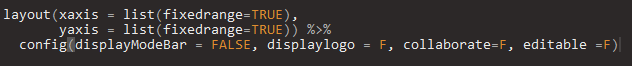 layout(xaxis = list(fixedrange=TRUE),
yaxis = list(fixedrange=TRUE)) %>%
config(displayModeBar = FALSE, displaylogo = F, collaborate=F, editable =F)